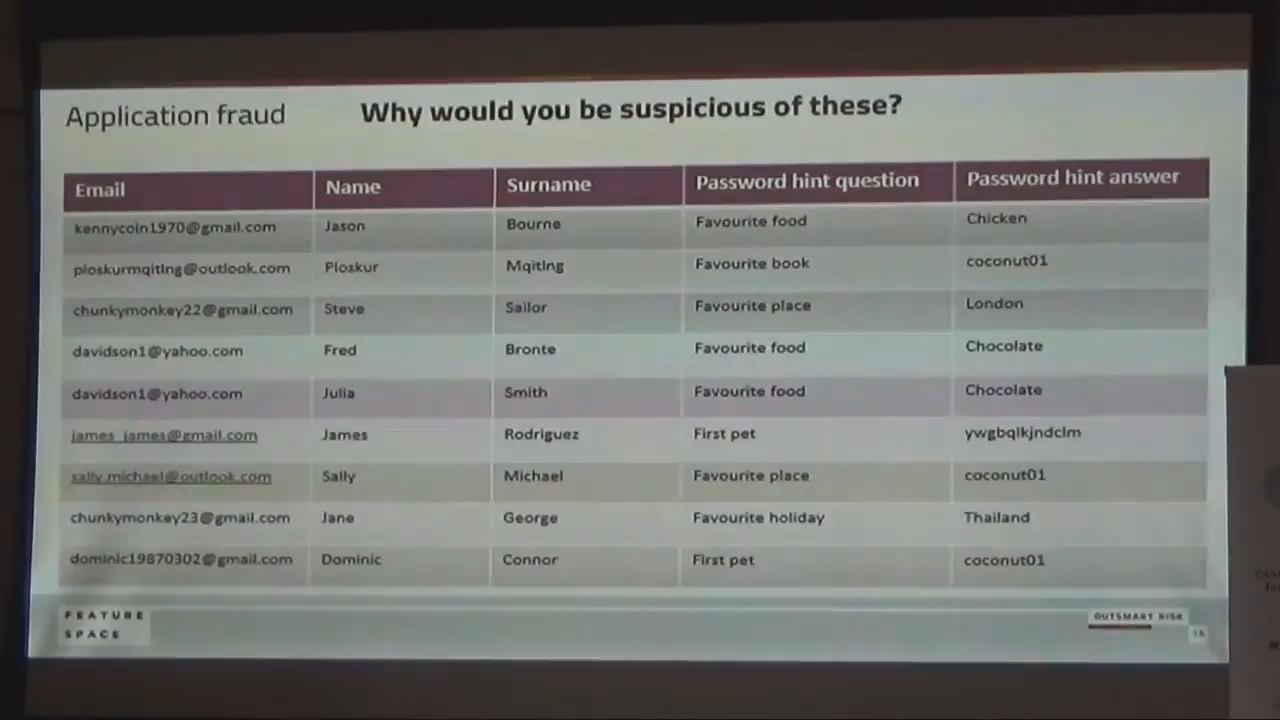 Application fraud Why would you be suspicious of these?
Email Name Surname Password hint question Password hint answer
kennycoin1970@gmail.com Jason Bourne Favourite food Chicken
ploskurmqitlng@outlook.com Ploskur Mqitlng Favourite book coconut01
chunkymonkey22@gmail.com Steve Sailor Favourite place London
davidson1@yahoo.com Fred Bronte Favourite food Chocolate
davidson1@yahoo.com Julia Smith Favourite food Chocolate
james_james@gmail.com James Rodriguez First pet ywgbqlkjndclm
sally.michael@outlook.com Sally Michael Favourite place coconut01
chunkymonkey23@gmail.com Jane George Favourite holiday Thailand
dominic19870302@gmail.com Dominic Connor First pet coconut01
FEATURE
SPACE
OUTSMART RISK